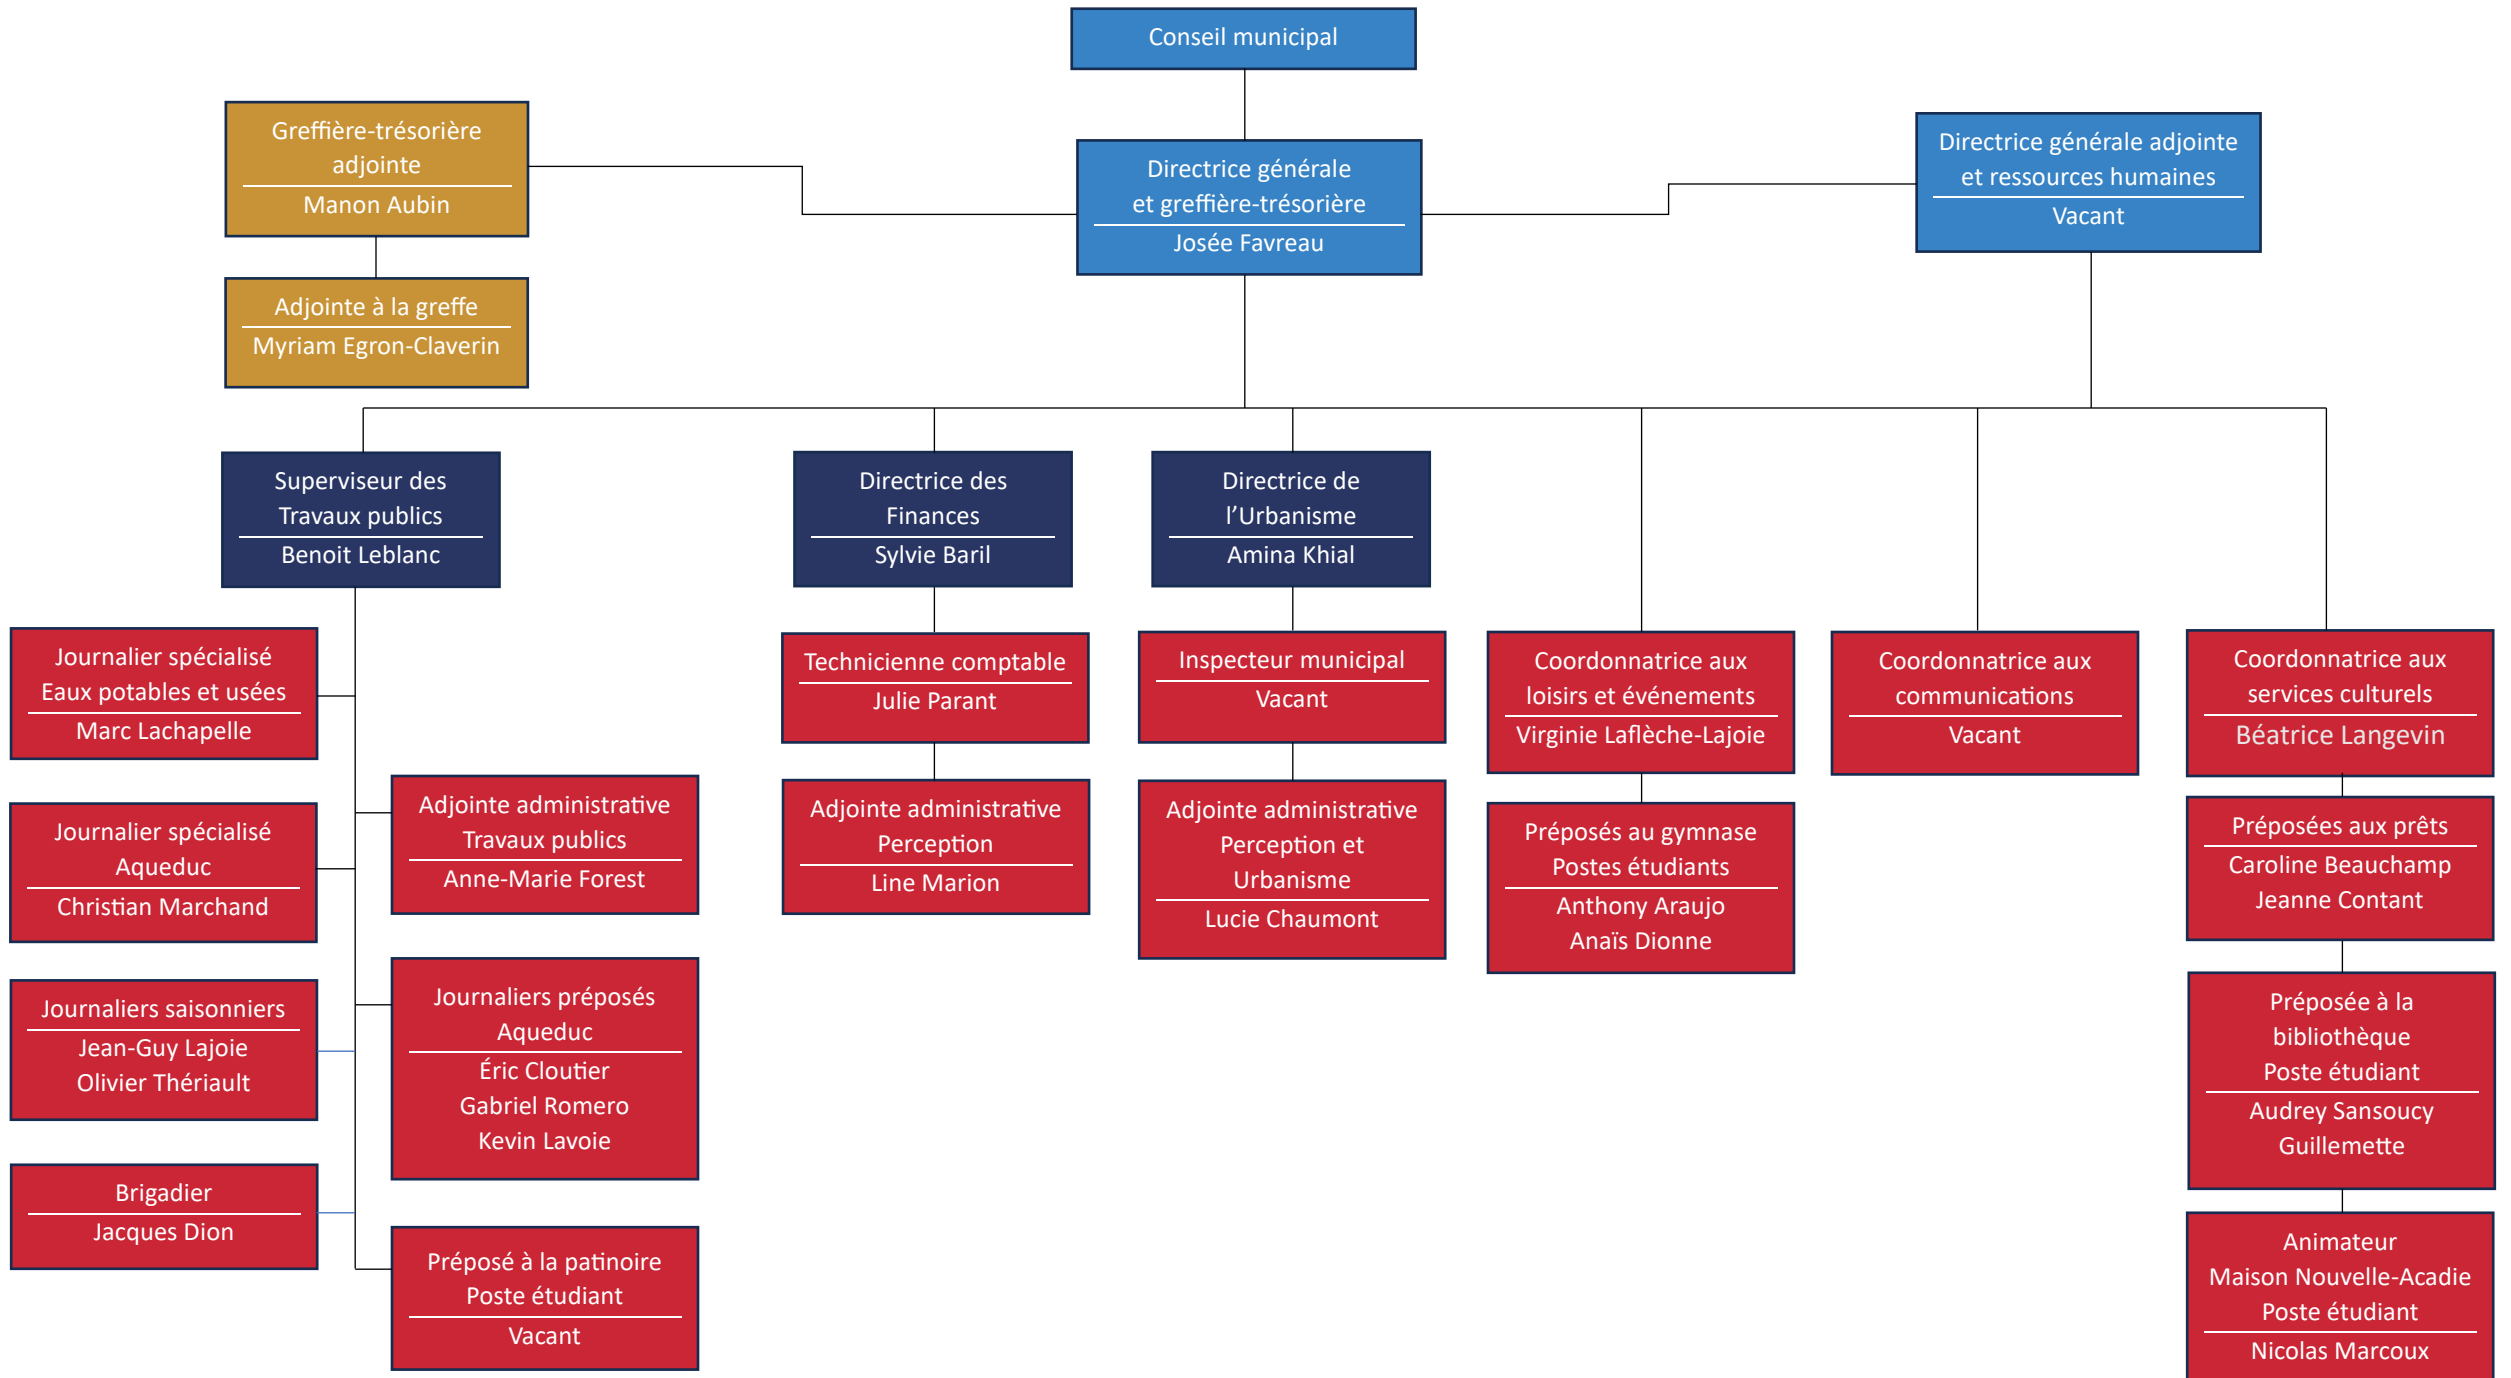 Conseil municipal
Greffière-trésorière
adjointe
Manon Aubin
Directrice générale
et greffière-trésorière
Josée Favreau
Directrice générale adjointe
et ressources humaines
Vacant
Adjointe à la greffe
Myriam Egron-Claverin
Superviseur des
Travaux publics
Benoit Leblanc
Directrice des
Finances
Sylvie Baril
Directrice de
l'Urbanisme
Amina Khial
Journalier spécialisé
Eaux potables et usées
Marc Lachapelle
Technicienne comptable
Julie Parant
Inspecteur municipal
Vacant
Coordonnatrice aux
loisirs et événements
Virginie Laflèche-Lajoie
Coordonnatrice aux
communications
Vacant
Coordonnatrice aux
services culturels
Béatrice Langevin
Journalier spécialisé
Aqueduc
Christian Marchand
Adjointe administrative
Travaux publics
Anne-Marie Forest
Adjointe administrative
Perception
Line Marion
Adjointe administrative
Perception et
Urbanisme
Lucie Chaumont
Préposés au gymnase
Postes étudiants
Anthony Araujo
Anaïs Dionne
Préposées aux prêts
Caroline Beauchamp
Jeanne Contant
Journaliers saisonniers
Jean-Guy Lajoie
Olivier Thériault
Journaliers préposés
Aqueduc
Éric Cloutier
Gabriel Romero
Kevin Lavoie
Préposée à la
bibliothèque
Poste étudiant
Audrey Sansoucy
Guillemette
Brigadier
Jacques Dion
Préposé à la patinoire
Poste étudiant
Vacant
Animateur
Maison Nouvelle-Acadie
Poste étudiant
Nicolas Marcoux